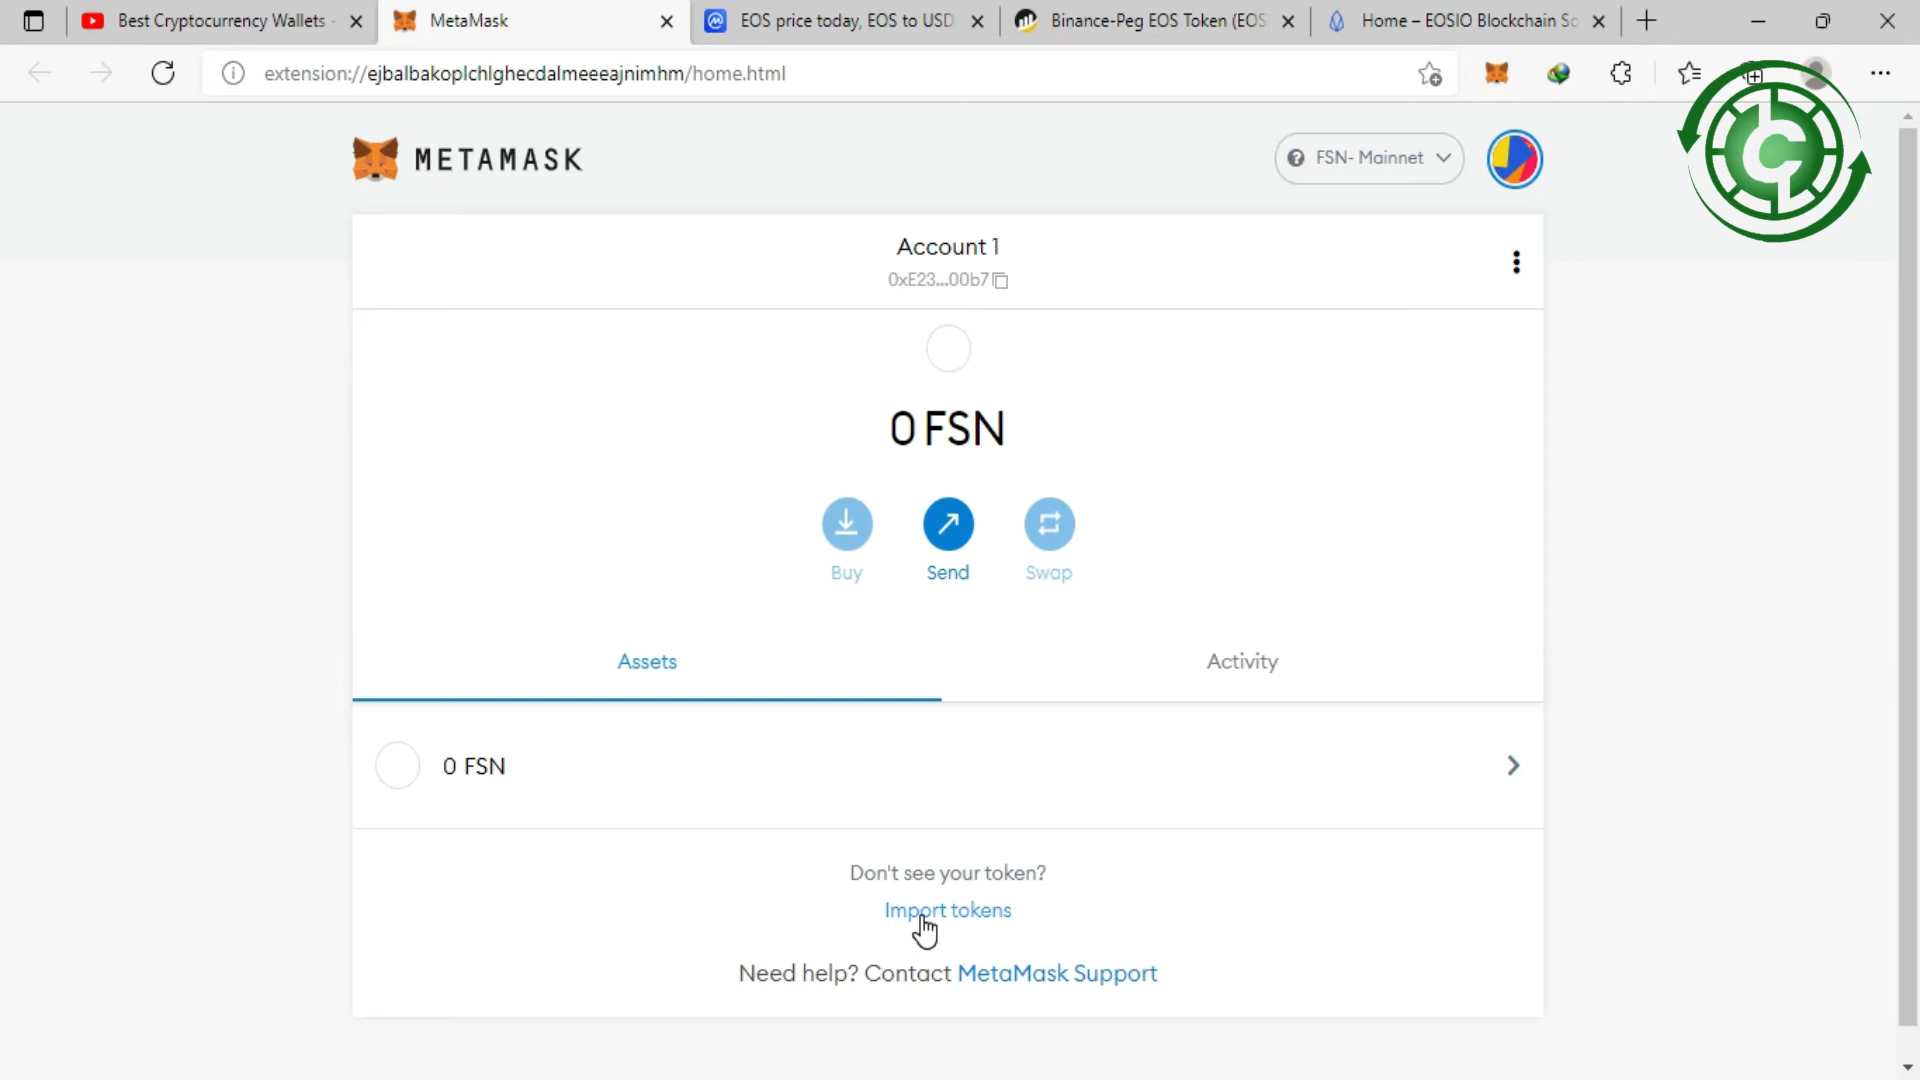 Best Cryptocurrency Wallets -
MetaMask
EOS price today, EOS to USD
Binance-Peg EOS Token (EOS
Home – EOSIO Blockchain So
extension://ejbalbakoplchlghecdalmeeeajnimhm/home.html
METAMASK
FSN- Mainnet
Account 1
0xE23...00b7
0 FSN
Buy
Send
Swap
Assets
Activity
0 FSN
Don't see your token?
Import tokens
Need help? Contact MetaMask Support